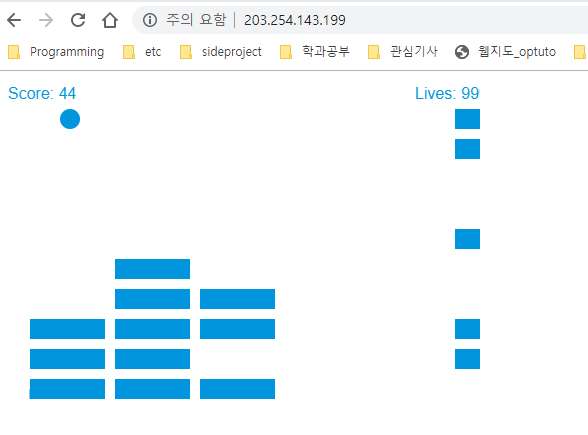 주의 요함 203.254.143.199
Programming etc sideproject 학과공부 관심기사 웹지도_optuto
Score: 44 Lives: 99